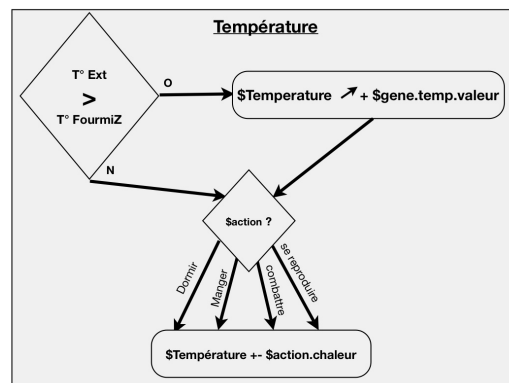 Température
T° Ext
>
T° FourmiZ
O
$Temperature ➚ + $gene.temp.valeur
N
$action ?
Dormir
Manger
combattre
se reproduire
$Température +- $action.chaleur